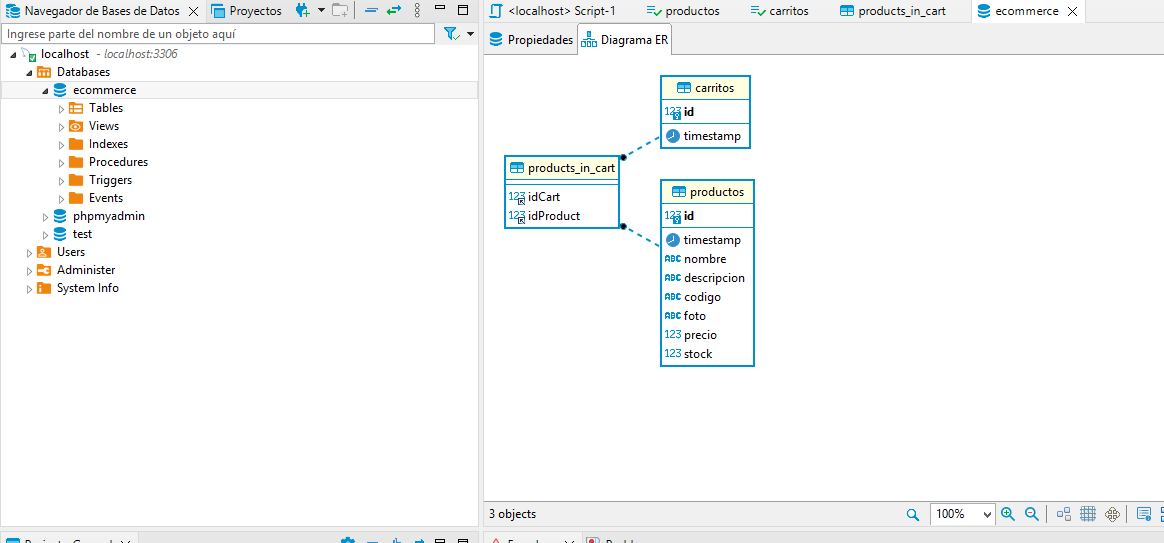 Navegador de Bases de Datos
Proyectos
Ingrese parte del nombre de un objeto aquí
localhost - localhost:3306
Databases
ecommerce
Tables
Views
Indexes
Procedures
Triggers
Events
phpmyadmin
test
Users
Administer
System Info
<localhost> Script-1
productos
carritos
products_in_cart
ecommerce
Propiedades
Diagrama ER
carritos
123 id
timestamp
products_in_cart
123 idCart
123 idProduct
productos
123 id
timestamp
ABC nombre
ABC descripcion
ABC codigo
ABC foto
123 precio
123 stock
3 objects
100%